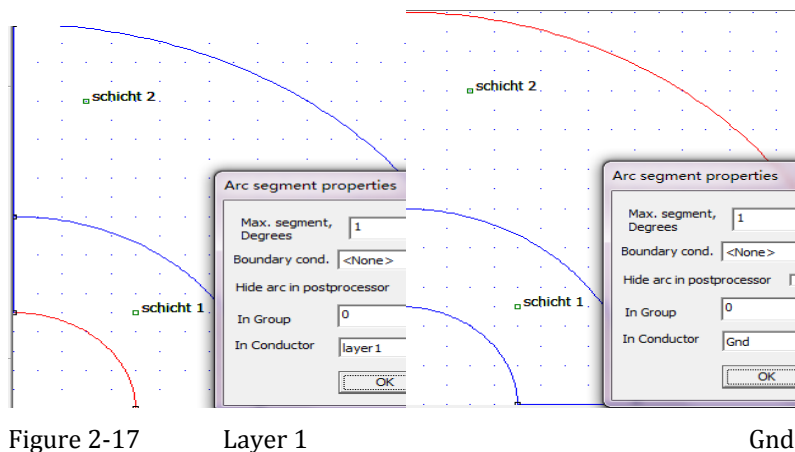 schicht 2
schicht 1
Arc segment properties
Max. segment, Degrees
1
Boundary cond.
<None>
Hide arc in postprocessor
In Group
0
In Conductor
layer1
OK
schicht 2
schicht 1
Arc segment properties
Max. segment, Degrees
1
Boundary cond.
<None>
Hide arc in postprocessor
In Group
0
In Conductor
Gnd
OK
Figure 2-17 Layer 1 Gnd